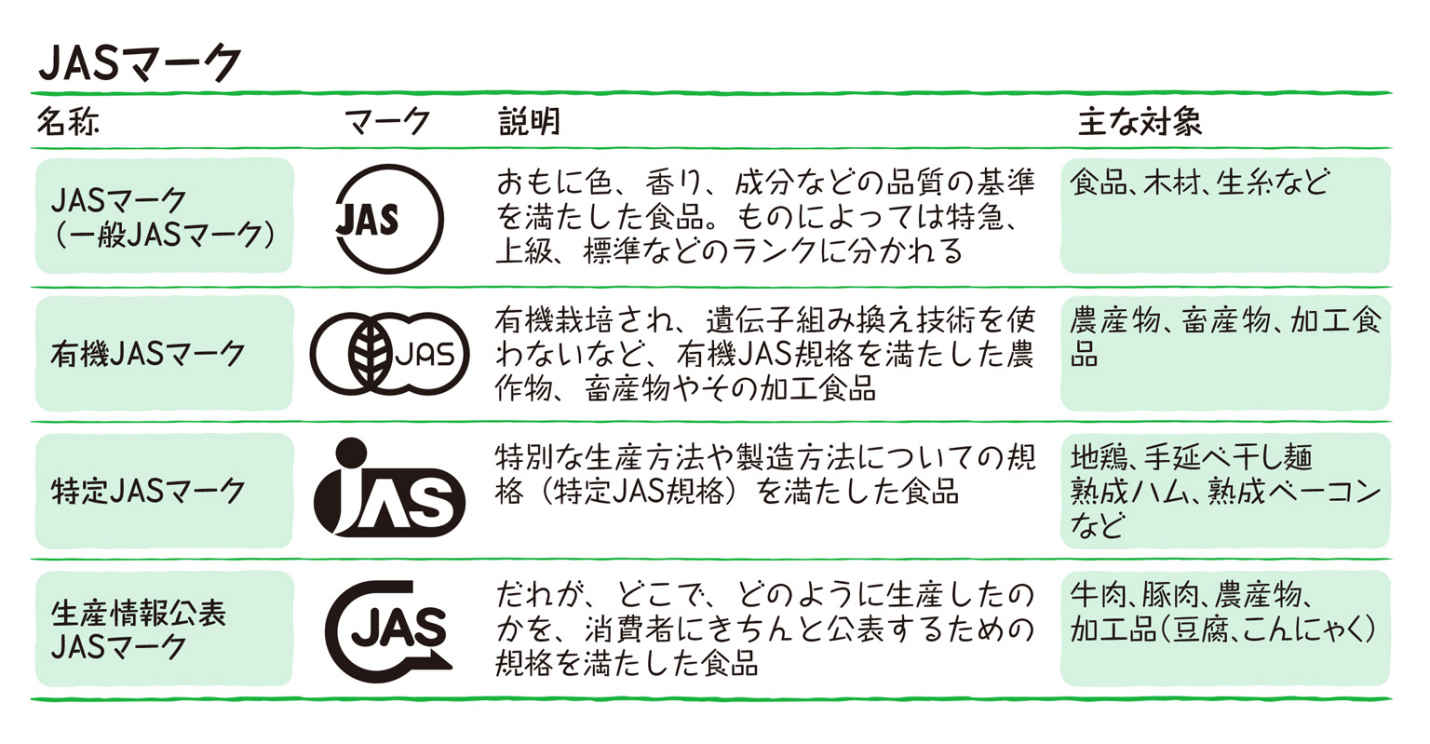 JASマーク
名称 マーク 説明 主な対象
JASマーク
（一般JASマーク）
JAS
おもに色、香り、成分などの品質の基準
を満たした食品。ものによっては特急、
上級、標準などのランクに分かれる
食品、木材、生糸など
有機JASマーク
JAS
有機栽培され、遺伝子組み換え技術を使
わないなど、有機JAS規格を満たした農
作物、畜産物やその加工食品
農産物、畜産物、加工食
品
特定JASマーク
JAS
特別な生産方法や製造方法についての規
格（特定JAS規格）を満たした食品
地鶏、手延べ干し麺
熟成ハム、熟成ベーコン
など
生産情報公表
JASマーク
JAS
だれが、どこで、どのように生産したの
かを、消費者にきちんと公表するための
規格を満たした食品
牛肉、豚肉、農産物、
加工品（豆腐、こんにゃく）